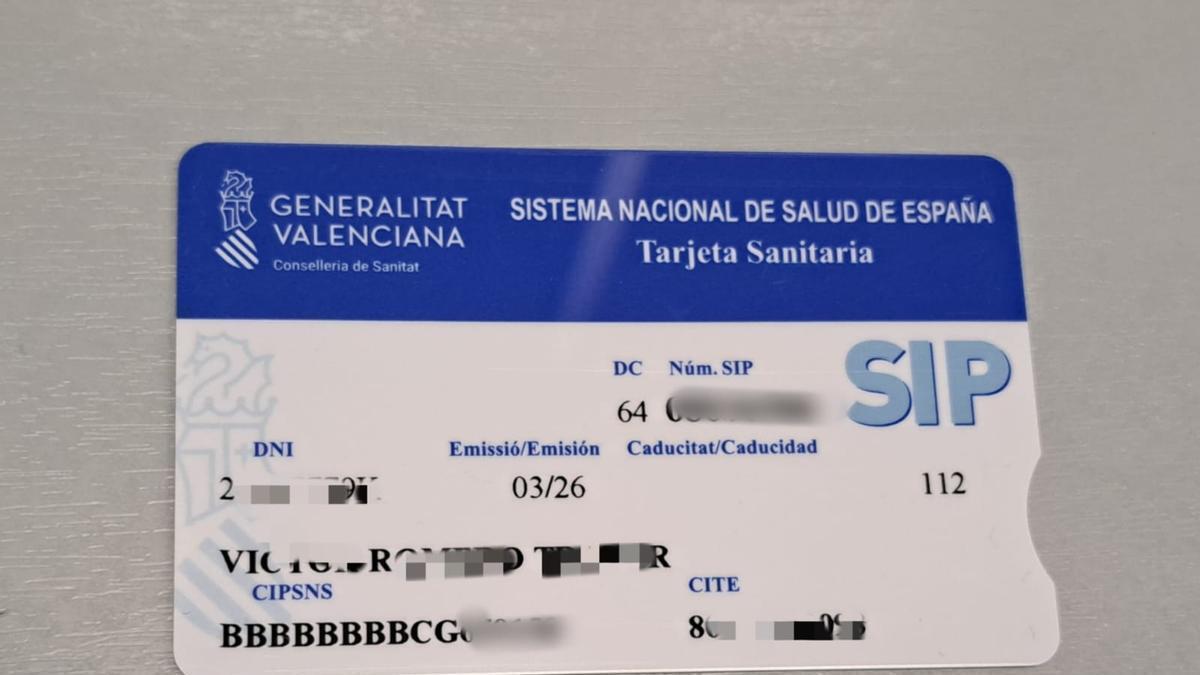 GENERALITAT
VALENCIANA
Conselleria de Sanitat
SISTEMA NACIONAL DE SALUD DE ESPAÑA
Tarjeta Sanitaria
SIP
DC Núm. SIP
64
DNI Emissió/Emisión Caducitat/Caducidad
03/26 112
CIPSNS CITE